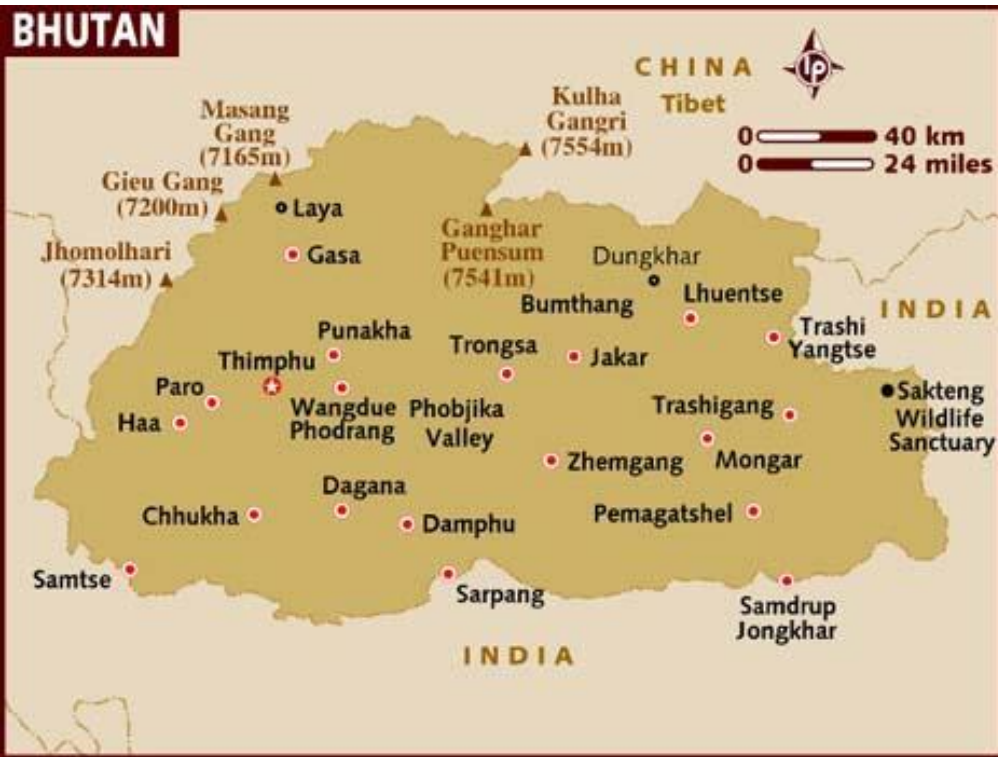 BHUTAN
CHINA
Tibet
lp
0 40 km
0 24 miles
Masang
Gang
(7165m)
Kulha
Gangri
(7554m)
Gieu Gang
(7200m)
Laya
Jhomolhari
(7314m)
Gasa
Ganghar
Puensum
(7541m)
Dungkhar
Bumthang
Lhuentse
INDIA
Trashi
Yangtse
Punakha
Thimphu
Trongsa
Jakar
Paro
Haa
Wangdue
Phodrang
Phobjika
Valley
Trashigang
Sakteng
Wildlife
Sanctuary
Zhemgang
Mongar
Dagana
Chhukha
Damphu
Pemagatshel
Samtse
Sarpang
Samdrup
Jongkhar
INDIA